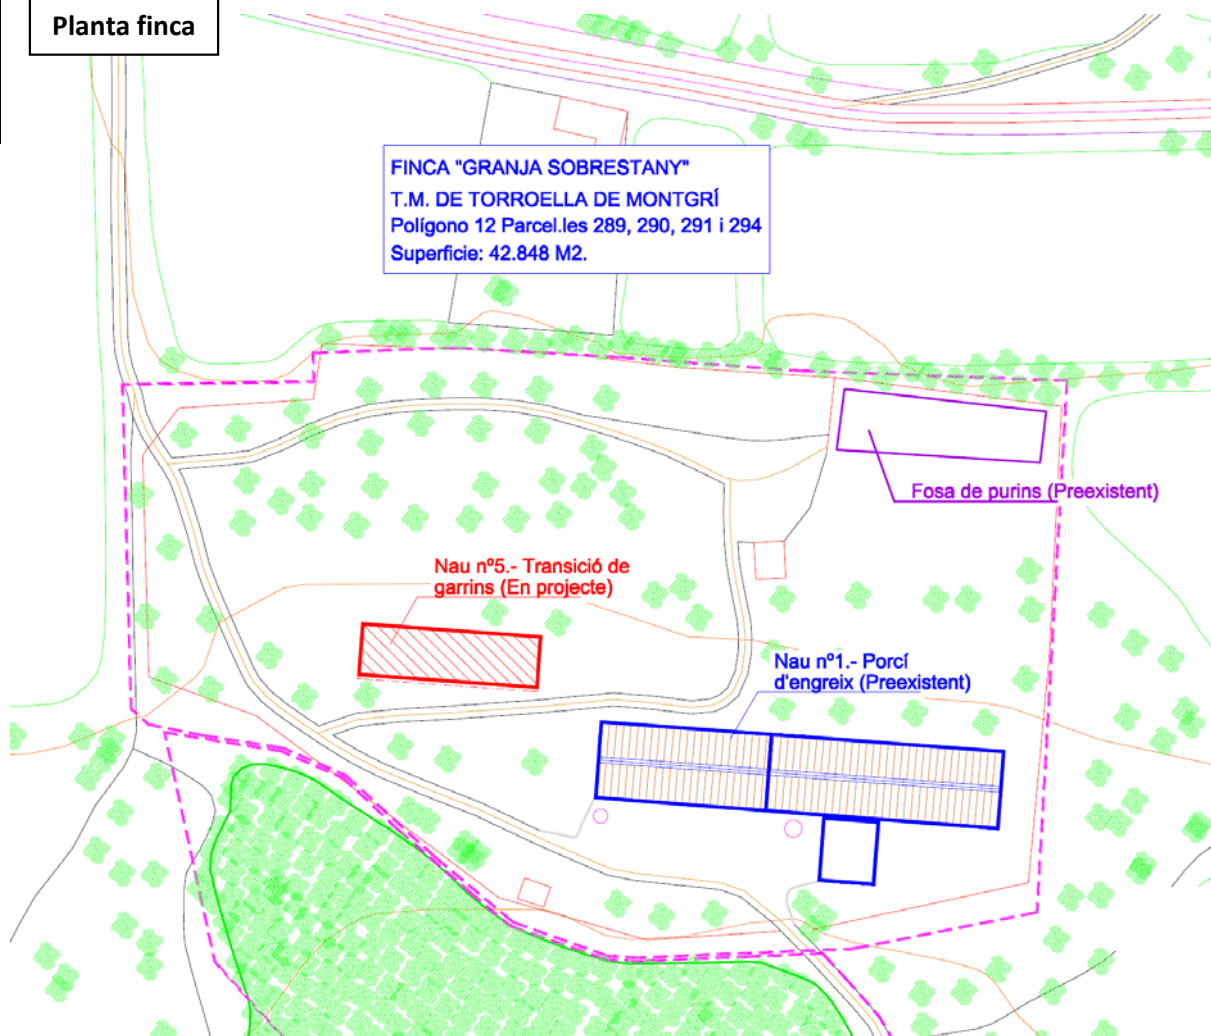 Planta finca
FINCA "GRANJA SOBRESTANY"
T.M. DE TORROELLA DE MONTGRÍ
Polígono 12 Parcel.les 289, 290, 291 i 294
Superficie: 42.848 M2.
Fosa de purins (Preexistent)
Nau nº5.- Transició de
garrins (En projecte)
Nau nº1.- Porcí
d'engreix (Preexistent)